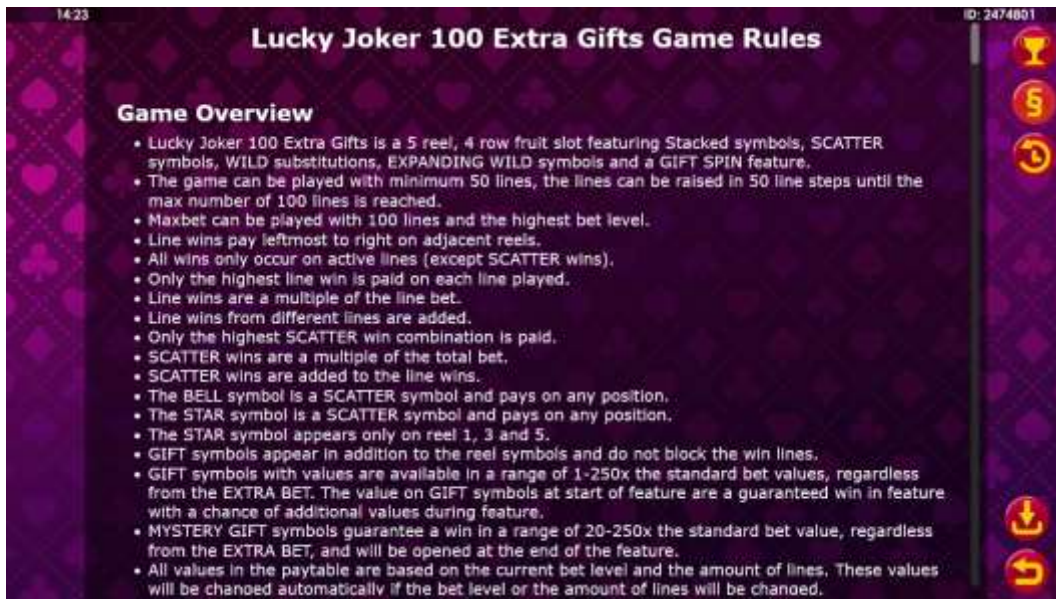 14:23
ID: 2474801
Lucky Joker 100 Extra Gifts Game Rules
Game Overview
• Lucky Joker 100 Extra Gifts is a 5 reel, 4 row fruit slot featuring Stacked symbols, SCATTER
symbols, WILD substitutions, EXPANDING WILD symbols and a GIFT SPIN feature.
• The game can be played with minimum 50 lines, the lines can be raised in 50 line steps until the
max number of 100 lines is reached.
• Maxbet can be played with 100 lines and the highest bet level.
• Line wins pay leftmost to right on adjacent reels.
• All wins only occur on active lines (except SCATTER wins).
• Only the highest line win is paid on each line played.
• Line wins are a multiple of the line bet.
• Line wins from different lines are added.
• Only the highest SCATTER win combination is paid.
• SCATTER wins are a multiple of the total bet.
• SCATTER wins are added to the line wins.
• The BELL symbol is a SCATTER symbol and pays on any position.
• The STAR symbol is a SCATTER symbol and pays on any position.
• The STAR symbol appears only on reel 1, 3 and 5.
• GIFT symbols appear in addition to the reel symbols and do not block the win lines.
• GIFT symbols with values are available in a range of 1-250x the standard bet values, regardless
from the EXTRA BET. The value on GIFT symbols at start of feature are a guaranteed win in feature
with a chance of additional values during feature.
• MYSTERY GIFT symbols guarantee a win in a range of 20-250x the standard bet value, regardless
from the EXTRA BET, and will be opened at the end of the feature.
• All values in the paytable are based on the current bet level and the amount of lines. These values
will be changed automatically if the bet level or the amount of lines will be changed.
§